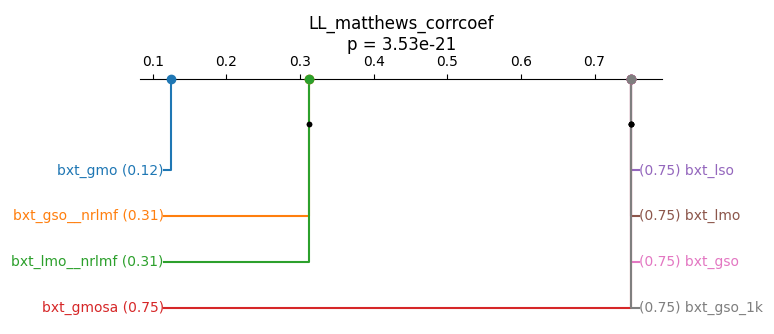 LL_matthews_corrcoef
p = 3.53e-21
0.1 0.2 0.3 0.4 0.5 0.6 0.7
bxt_gmo (0.12) (0.75) bxt_lso
bxt_gso__nrlmf (0.31) (0.75) bxt_lmo
bxt_lmo__nrlmf (0.31) (0.75) bxt_gso
bxt_gmosa (0.75) (0.75) bxt_gso_1k